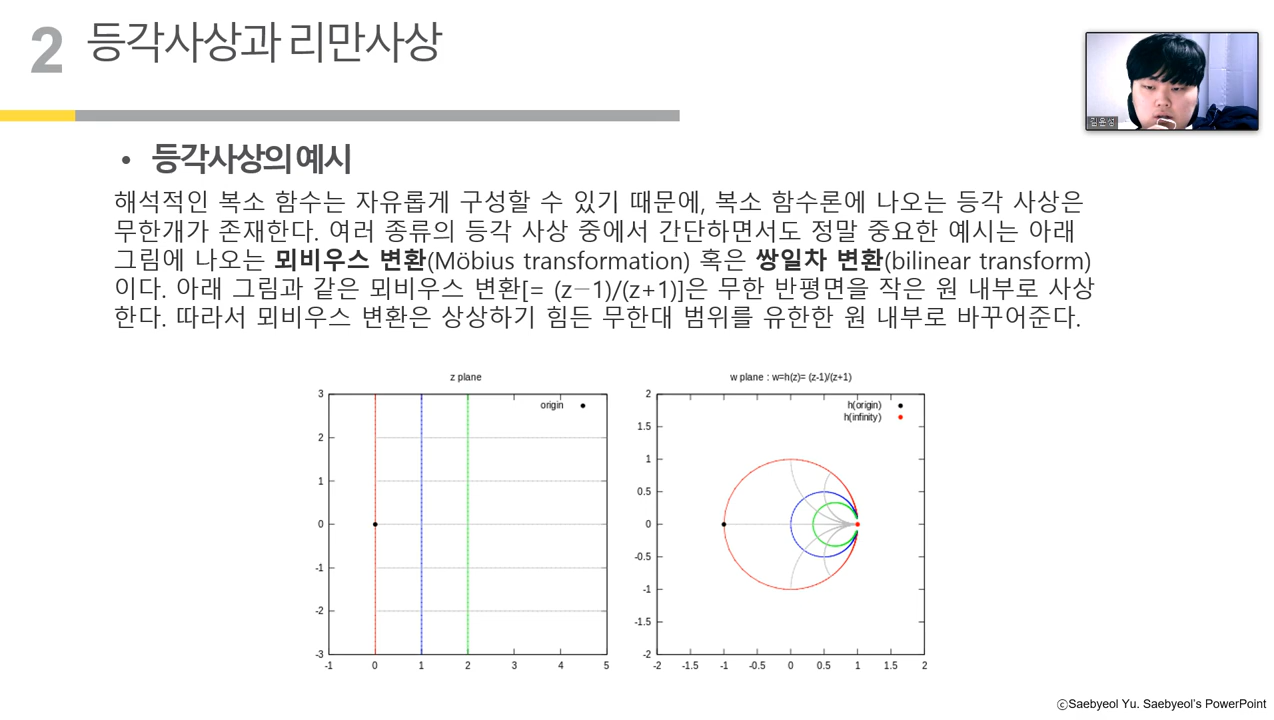 2 등각사상과 리만사상
김은성
• 등각사상의 예시
해석적인 복소 함수는 자유롭게 구성할 수 있기 때문에, 복소 함수론에 나오는 등각 사상은
무한개가 존재한다. 여러 종류의 등각 사상 중에서 간단하면서도 정말 중요한 예시는 아래
그림에 나오는 뫼비우스 변환(Möbius transformation) 혹은 쌍일차 변환(bilinear transform)
이다. 아래 그림과 같은 뫼비우스 변환[= (z−1)/(z+1)]은 무한 반평면을 작은 원 내부로 사상
한다. 따라서 뫼비우스 변환은 상상하기 힘든 무한대 범위를 유한한 원 내부로 바꾸어준다.
z plane
origin
3
2
1
0
-1
-2
-3
-1 0 1 2 3 4 5
w plane : w=h(z)= (z-1)/(z+1)
h(origin)
h(infinity)
2
1.5
1
0.5
0
-0.5
-1
-1.5
-2
-2 -1.5 -1 -0.5 0 0.5 1 1.5 2
ⓒSaebyeol Yu. Saebyeol's PowerPoint